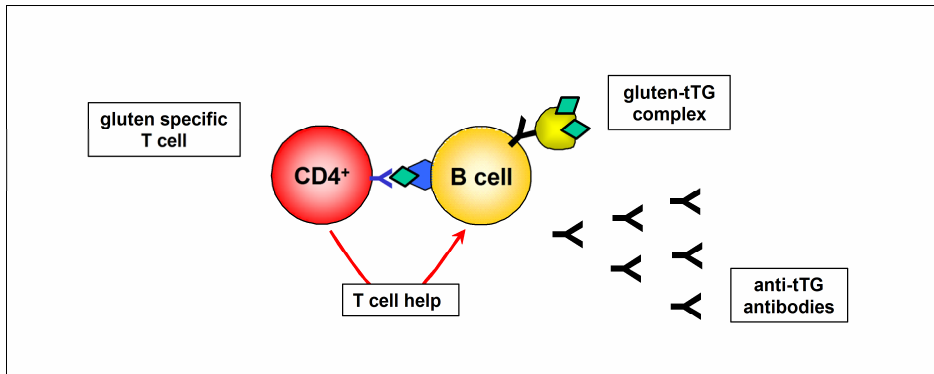 gluten specific
T cell
CD4⁺
B cell
gluten-tTG
complex
T cell help
anti-tTG
antibodies